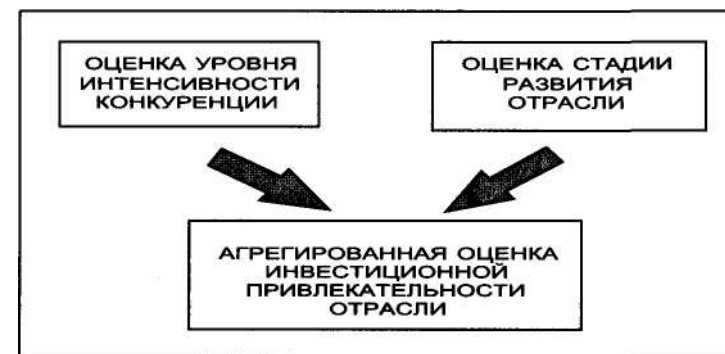 ОЦЕНКА УРОВНЯ
ИНТЕНСИВНОСТИ
КОНКУРЕНЦИИ
ОЦЕНКА СТАДИИ
РАЗВИТИЯ
ОТРАСЛИ
АГРЕГИРОВАННАЯ ОЦЕНКА
ИНВЕСТИЦИОННОЙ
ПРИВЛЕКАТЕЛЬНОСТИ
ОТРАСЛИ